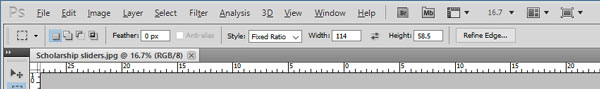 Ps File Edit Image Layer Select Filter Analysis 3D View Window Help Br Mb 16.7
Feather: 0 px Anti-alias Style: Fixed Ratio Width: 114 Height: 58.5 Refine Edge...
Scholarship sliders.jpg @ 16.7% (RGB/8)
25 20 15 10 5 0 5 10 15 20
10